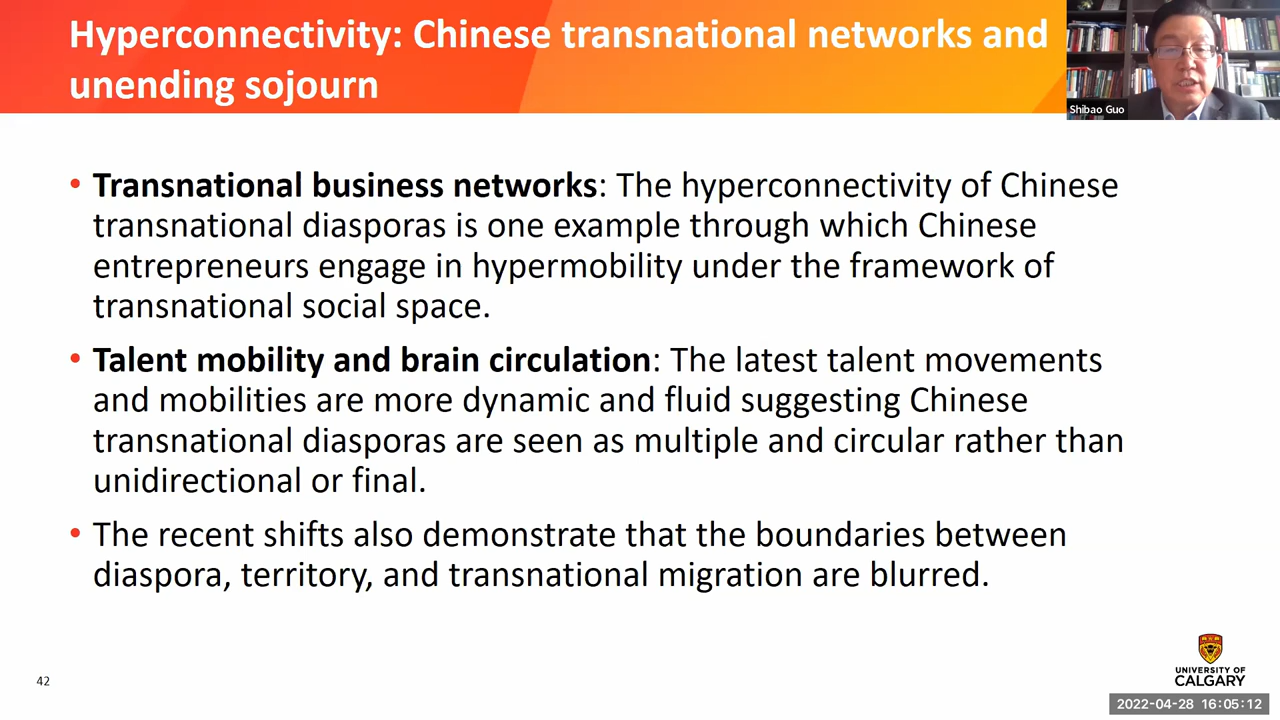 Hyperconnectivity: Chinese transnational networks and
unending sojourn
Shibao Guo
• Transnational business networks: The hyperconnectivity of Chinese
transnational diasporas is one example through which Chinese
entrepreneurs engage in hypermobility under the framework of
transnational social space.
• Talent mobility and brain circulation: The latest talent movements
and mobilities are more dynamic and fluid suggesting Chinese
transnational diasporas are seen as multiple and circular rather than
unidirectional or final.
• The recent shifts also demonstrate that the boundaries between
diaspora, territory, and transnational migration are blurred.
42
UNIVERSITY OF
CALGARY
2022-04-28 16:05:12